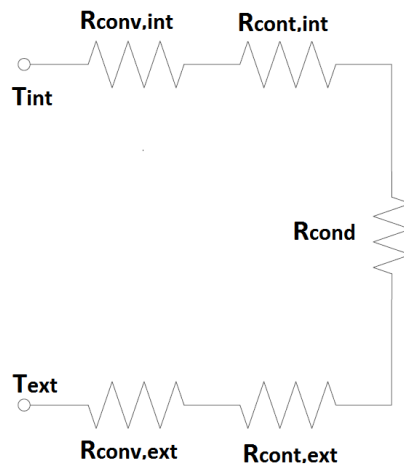 Rconv,int Rcont,int
Tint
Rcond
Text
Rconv,ext Rcont,ext